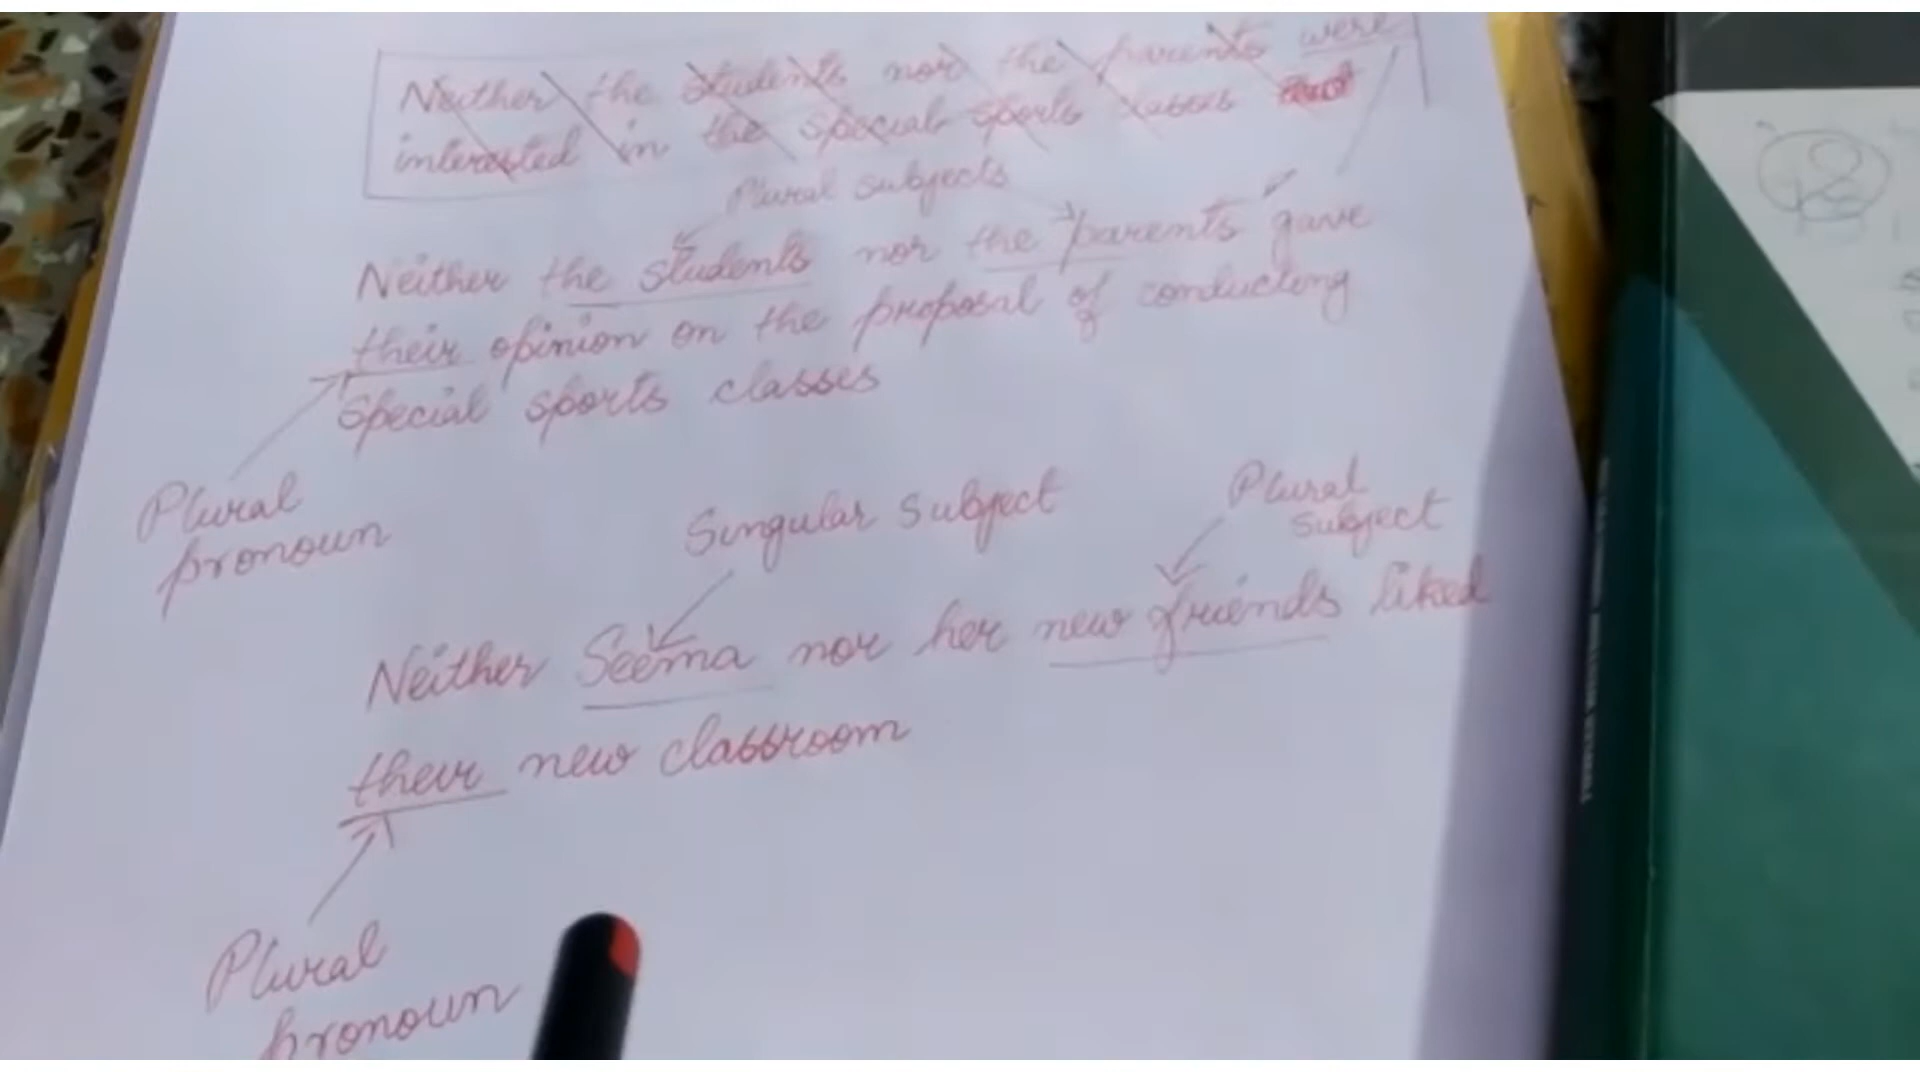 Neither the students nor the parents were
interested in the special sports classes
Plural subjects
Neither the students nor the parents gave
their opinion on the proposal of conducting
special sports classes
Plural
pronoun
Singular subject
Plural
subject
Neither Seema nor her new friends liked
their new classroom
Plural
pronoun